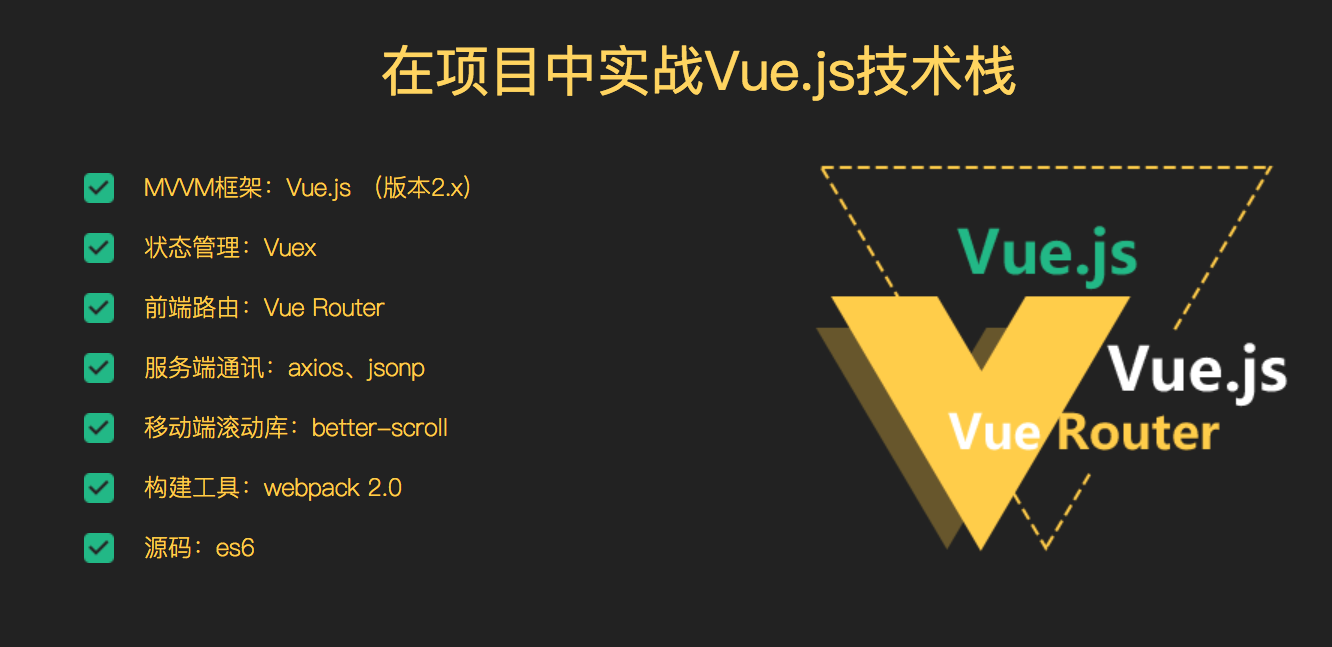 在项目中实战Vue.js技术栈
MVVM框架：Vue.js （版本2.x）
状态管理：Vuex
前端路由：Vue Router
服务端通讯：axios、jsonp
移动端滚动库：better-scroll
构建工具：webpack 2.0
源码：es6
Vue.js
Vue.js
Vue Router